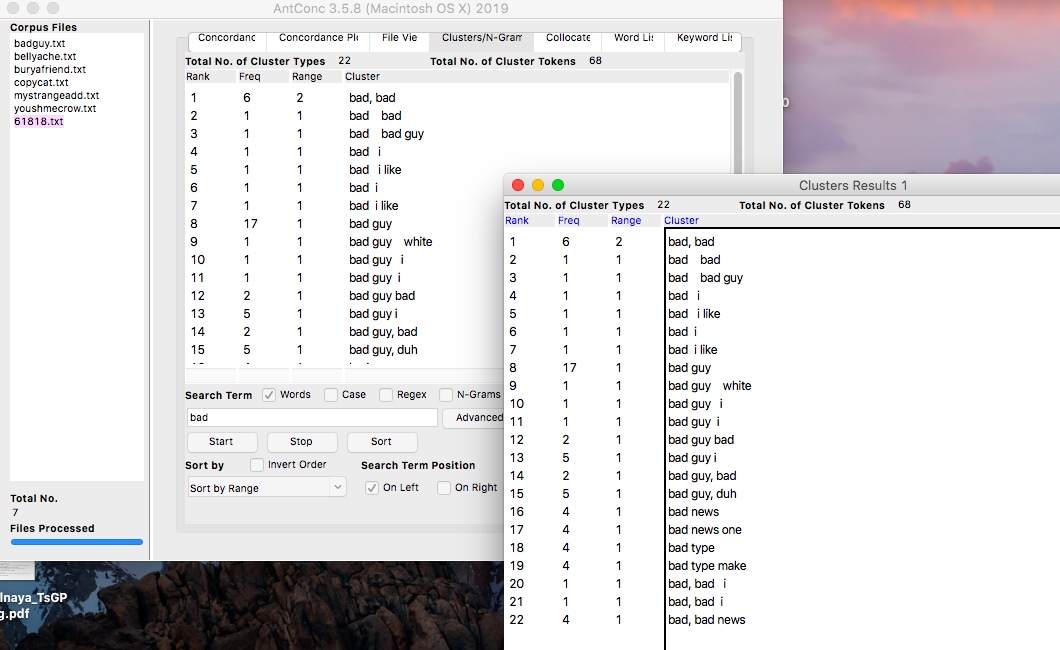 AntConc 3.5.8 (Macintosh OS X) 2019
Corpus Files
badguy.txt
bellyache.txt
buryafriend.txt
copycat.txt
mystrangeadd.txt
youshmecrow.txt
61818.txt
Total No.
7
Files Processed
Concordanc Concordance Plo File Vie Clusters/N-Gram Collocate Word Lis Keyword Lis
Total No. of Cluster Types 22 Total No. of Cluster Tokens 68
Rank Freq Range Cluster
1 6 2 bad, bad
2 1 1 bad bad
3 1 1 bad bad guy
4 1 1 bad i
5 1 1 bad i like
6 1 1 bad i
7 1 1 bad i like
8 17 1 bad guy
9 1 1 bad guy white
10 1 1 bad guy i
11 1 1 bad guy i
12 2 1 bad guy bad
13 5 1 bad guy i
14 2 1 bad guy, bad
15 5 1 bad guy, duh
Search Term Words Case Regex N-Grams
bad Advanced
Start Stop Sort
Sort by Invert Order Search Term Position
Sort by Range On Left On Right
Clusters Results 1
Total No. of Cluster Types 22 Total No. of Cluster Tokens 68
Rank Freq Range Cluster
1 6 2 bad, bad
2 1 1 bad bad
3 1 1 bad bad guy
4 1 1 bad i
5 1 1 bad i like
6 1 1 bad i
7 1 1 bad i like
8 17 1 bad guy
9 1 1 bad guy white
10 1 1 bad guy i
11 1 1 bad guy i
12 2 1 bad guy bad
13 5 1 bad guy i
14 2 1 bad guy, bad
15 5 1 bad guy, duh
16 4 1 bad news
17 4 1 bad news one
18 4 1 bad type
19 4 1 bad type make
20 1 1 bad, bad i
21 1 1 bad, bad i
22 4 1 bad, bad news
lnaya_TsGP
g.pdf